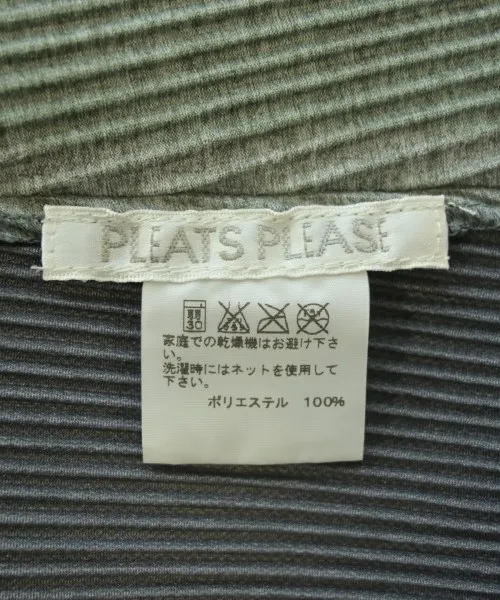 PLEATS PLEASE
弱
30
家庭での乾燥機はお避け下さ
い。
洗濯時にはネットを使用して
下さい。
ポリエステル 100%